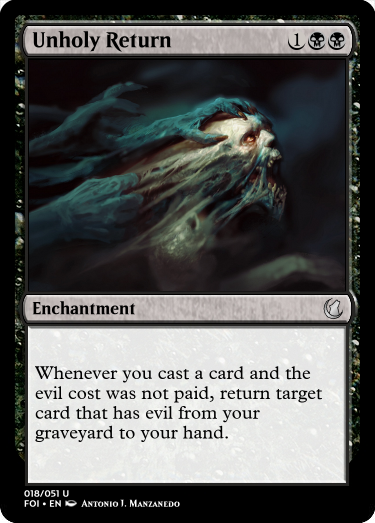 Unholy Return 1
Enchantment
Whenever you cast a card and the
evil cost was not paid, return target
card that has evil from your
graveyard to your hand.
018/051 U
FOI • EN Antonio J. Manzanedo